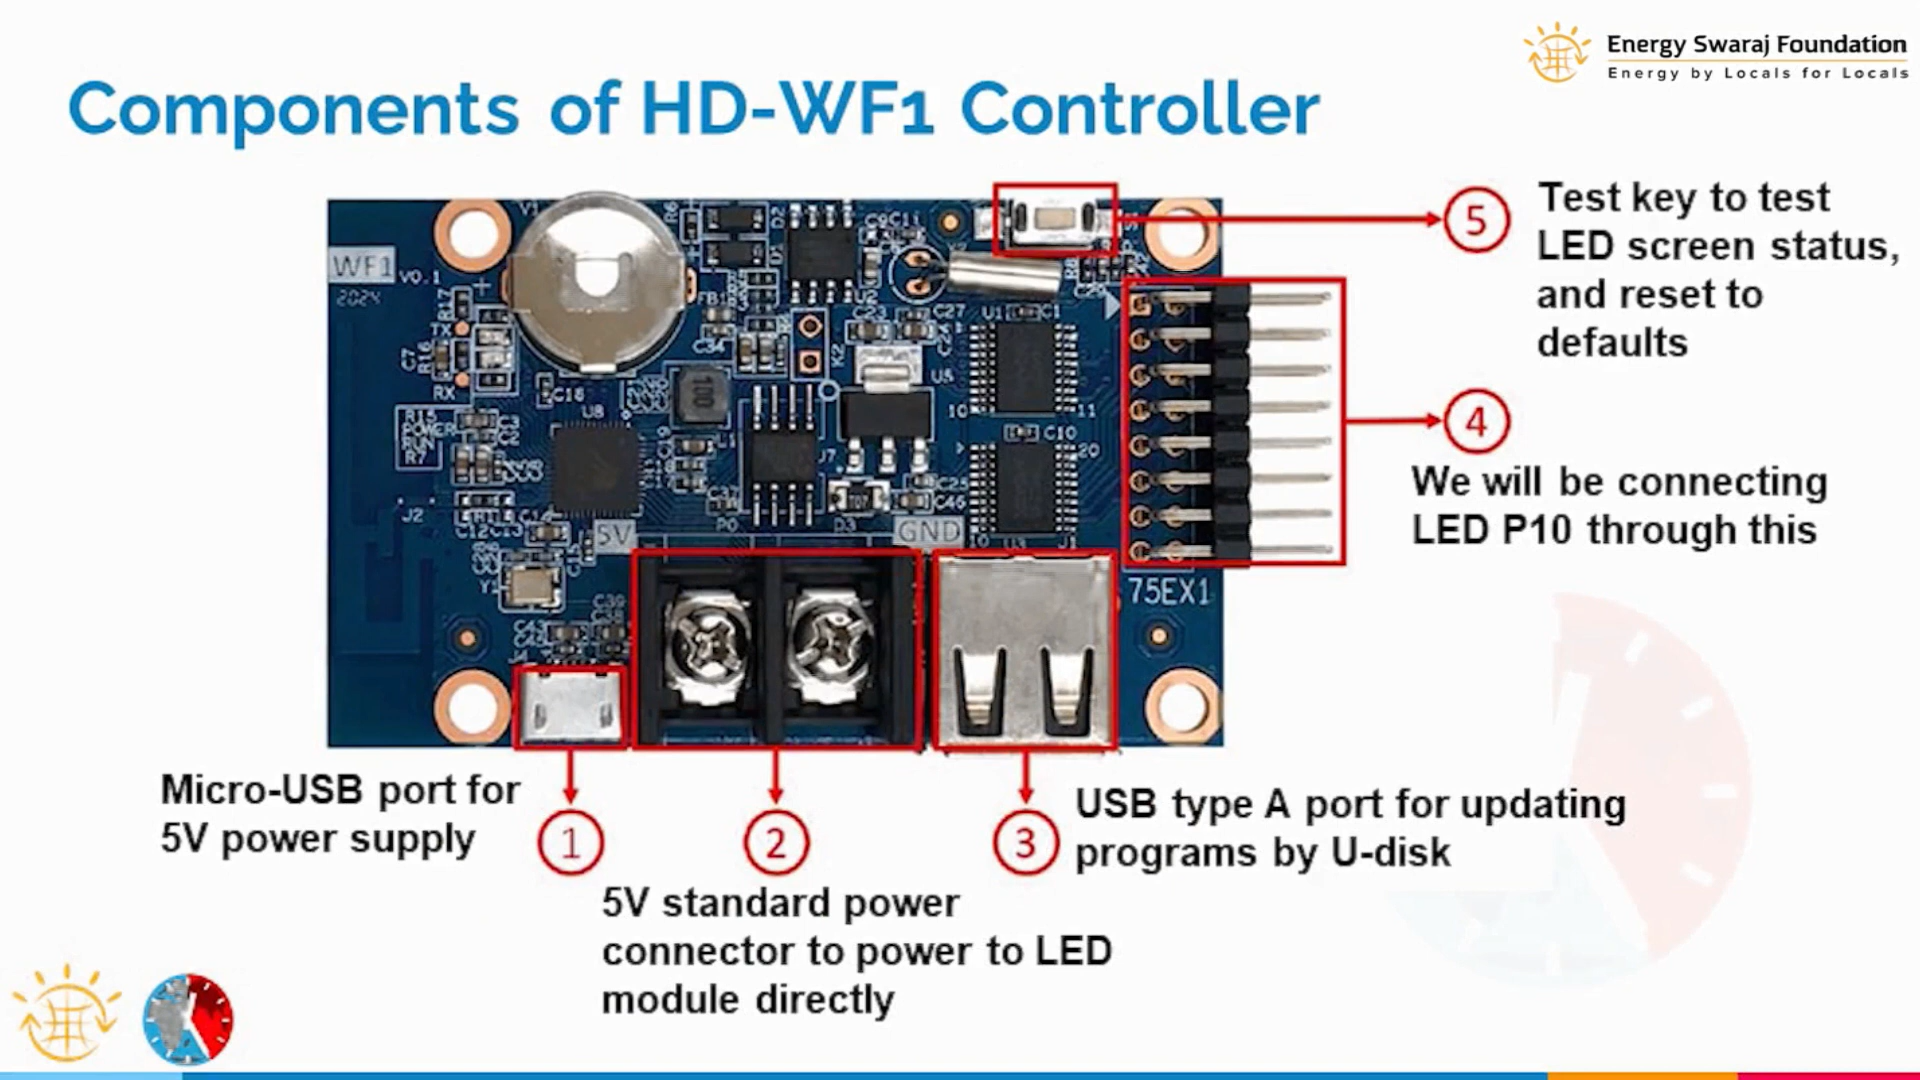 Energy Swaraj Foundation
Energy by Locals for Locals
Components of HD-WF1 Controller
5
Test key to test
LED screen status,
and reset to
defaults
4
We will be connecting
LED P10 through this
WF1
V0.1
2024
5V
GND
75EX1
Micro-USB port for
5V power supply
1
2
5V standard power
connector to power to LED
module directly
3
USB type A port for updating
programs by U-disk